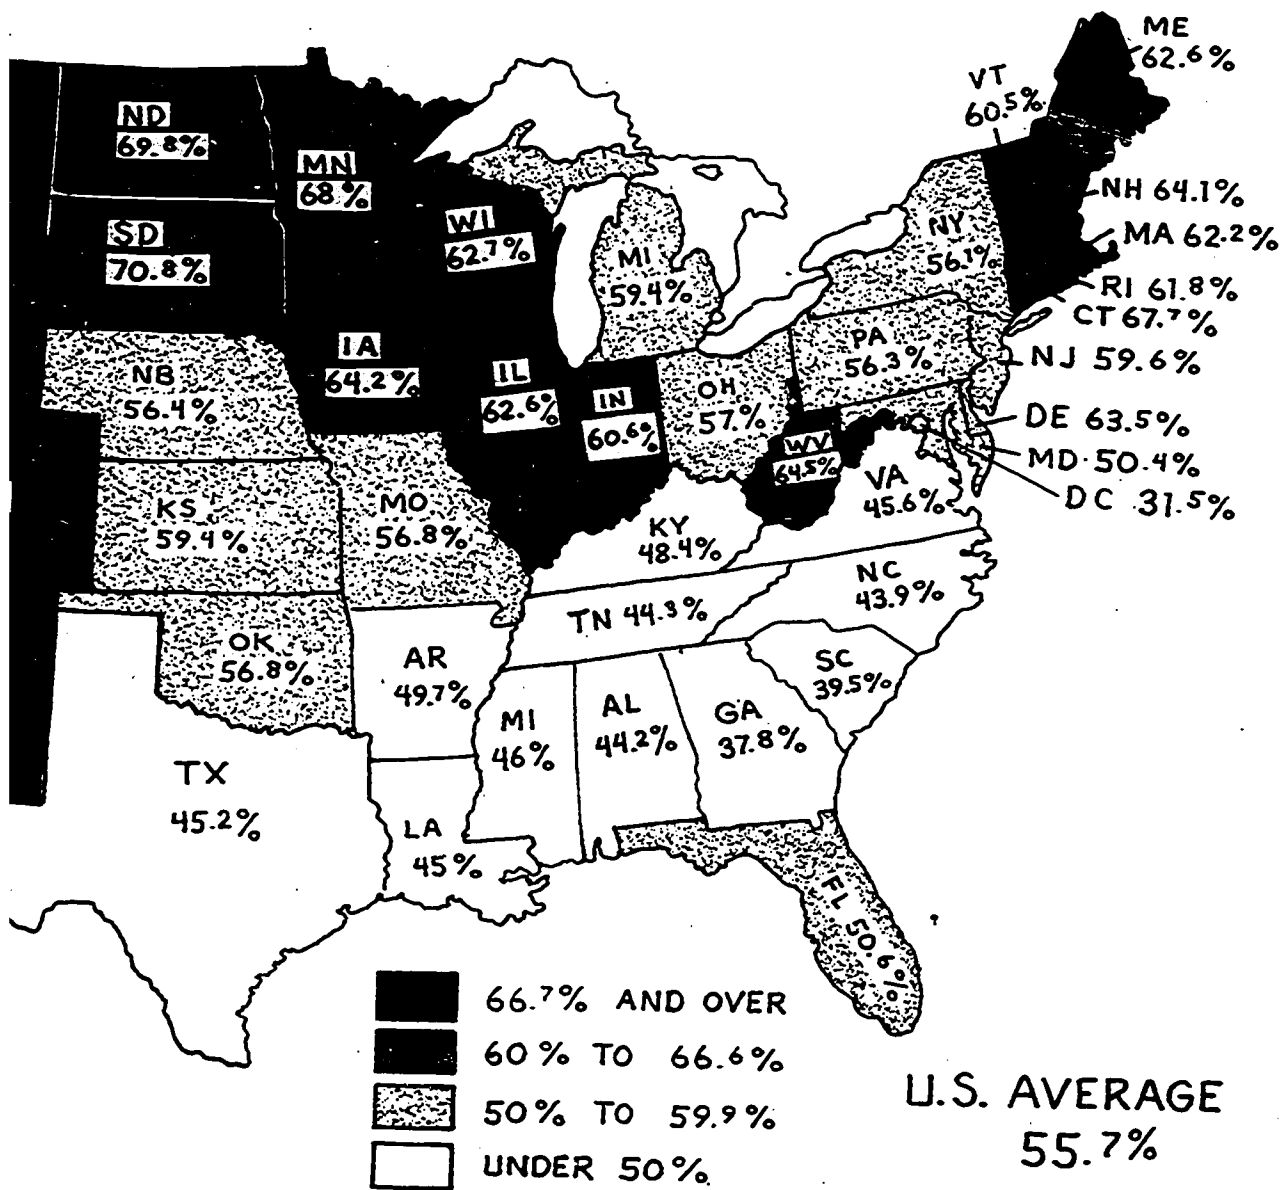 ME
62.6%
VT
60.5%
ND
69.8%
MN
68%
NH 64.1%
WI
62.7%
NY
56.1%
MA 62.2%
SD
70.8%
MI
59.4%
RI 61.8%
CT 67.7%
IA
64.2%
PA
56.3%
NJ 59.6%
NB
56.4%
IL
62.6%
IN
60.6%
OH
57.%
DE 63.5%
WV
64.5%
MD 50.4%
VA
45.6%
DC 31.5%
KS
59.4%
MO
56.8%
KY
48.4%
NC
43.9%
TN 44.3%
OK
56.8%
AR
49.7%
SC
39.5%
MI
46%
AL
44.2%
GA
37.8%
TX
45.2%
LA
45%
FL 50.6%
66.7% AND OVER
60% TO 66.6%
50% TO 59.9%
UNDER 50%
U.S. AVERAGE
55.7%